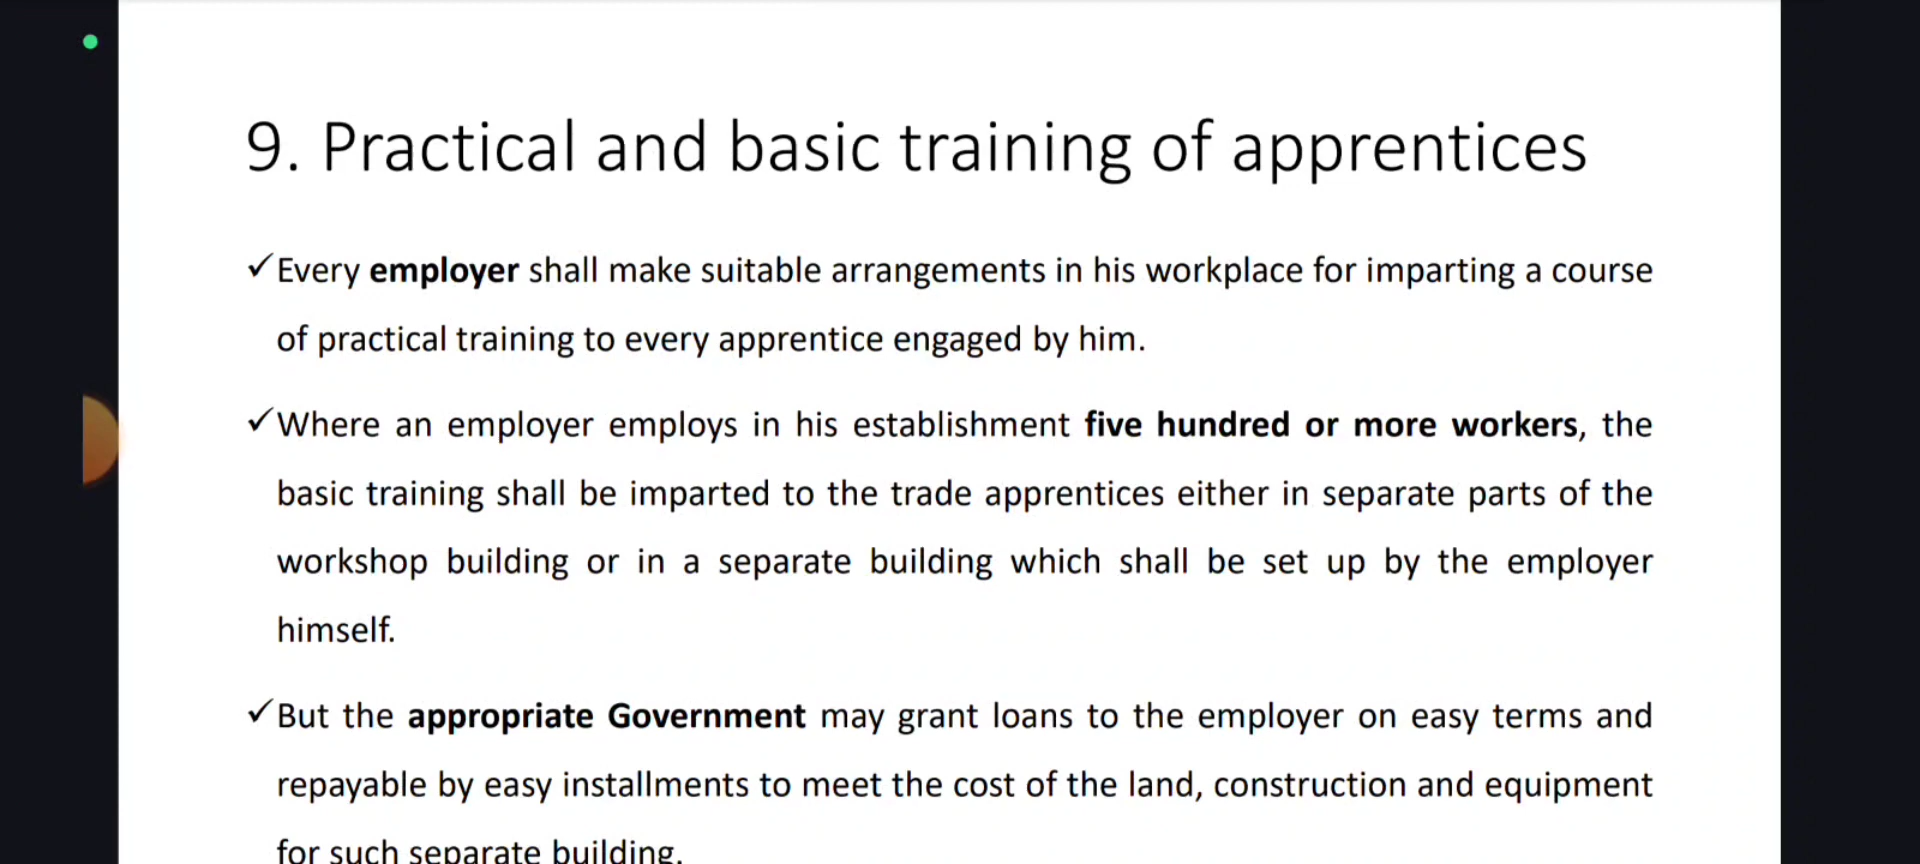 9. Practical and basic training of apprentices
✓Every employer shall make suitable arrangements in his workplace for imparting a course
of practical training to every apprentice engaged by him.
✓Where an employer employs in his establishment five hundred or more workers, the
basic training shall be imparted to the trade apprentices either in separate parts of the
workshop building or in a separate building which shall be set up by the employer
himself.
✓But the appropriate Government may grant loans to the employer on easy terms and
repayable by easy installments to meet the cost of the land, construction and equipment
for such separate building.